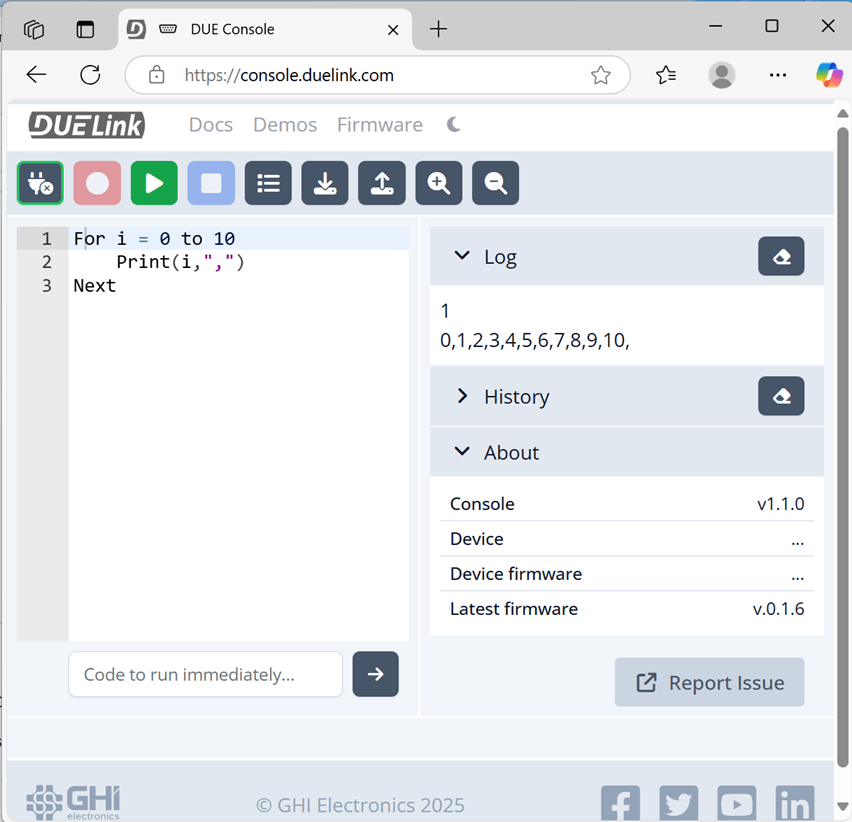 DUE Console
https://console.duelink.com
DUELink Docs Demos Firmware
1 For i = 0 to 10
2 Print(i,",")
3 Next
Code to run immediately...
Log
1
0,1,2,3,4,5,6,7,8,9,10,
History
About
Console v1.1.0
Device ...
Device firmware ...
Latest firmware v.0.1.6
Report Issue
GHI
electronics
© GHI Electronics 2025